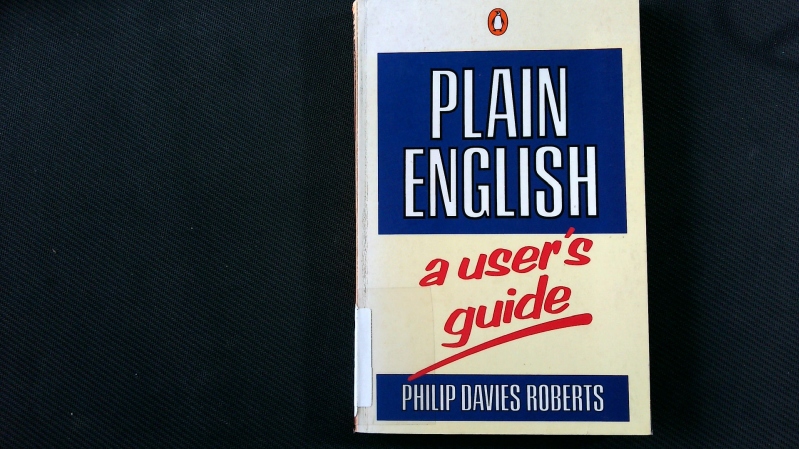 PLAIN
ENGLISH
a user's
guide
PHILIP DAVIES ROBERTS